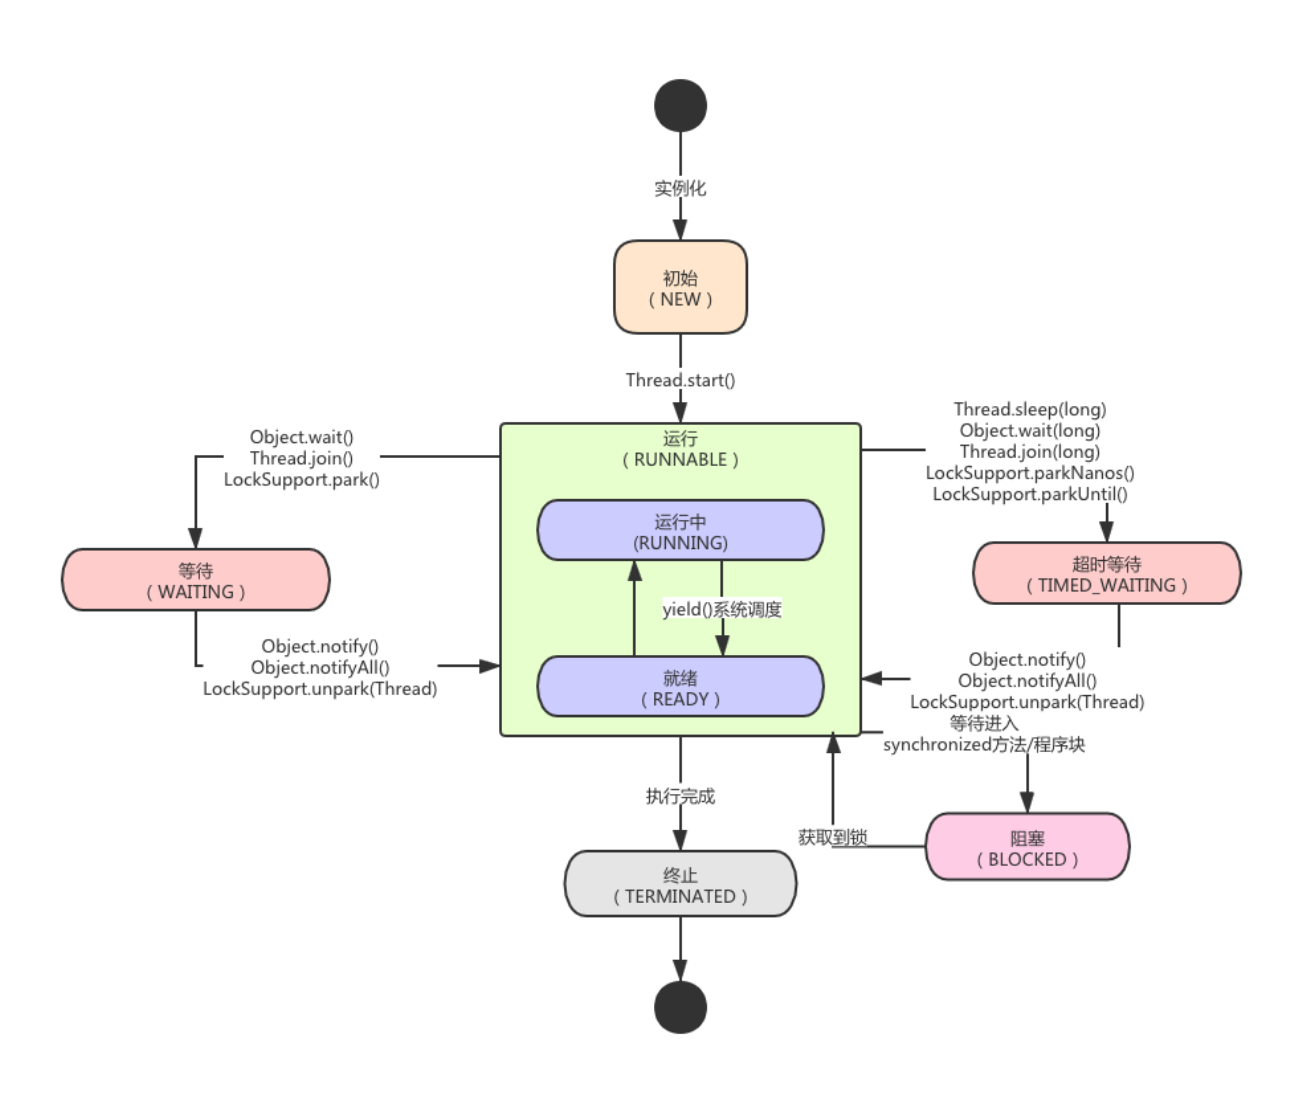 实例化
初始
（ NEW ）
Thread.start()
Object.wait()
Thread.join()
LockSupport.park()
运行
（ RUNNABLE ）
Thread.sleep(long)
Object.wait(long)
Thread.join(long)
LockSupport.parkNanos()
LockSupport.parkUntil()
运行中
(RUNNING)
等待
（ WAITING ）
超时等待
（ TIMED_WAITING ）
yield()系统调度
Object.notify()
Object.notifyAll()
LockSupport.unpark(Thread)
就绪
（ READY ）
Object.notify()
Object.notifyAll()
LockSupport.unpark(Thread)
等待进入
synchronized方法/程序块
执行完成
获取到锁
阻塞
（ BLOCKED ）
终止
（ TERMINATED ）